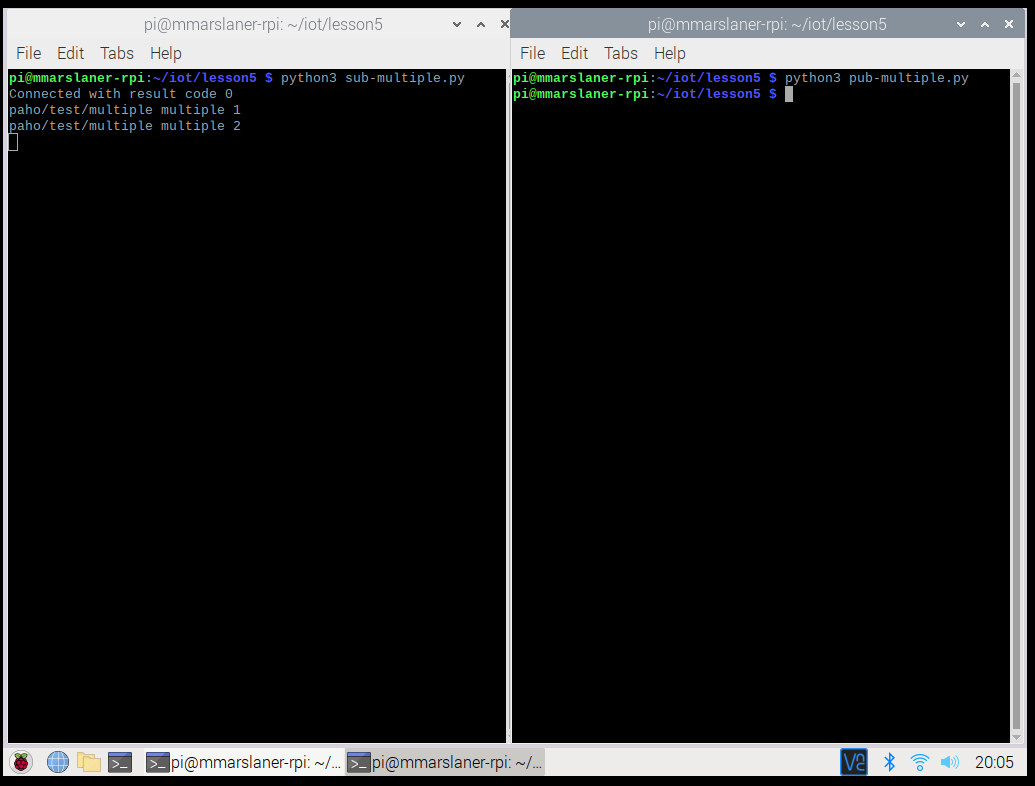 pi@mmarslaner-rpi: ~/iot/lesson5
File Edit Tabs Help
pi@mmarslaner-rpi:~/iot/lesson5 $ python3 sub-multiple.py
Connected with result code 0
paho/test/multiple multiple 1
paho/test/multiple multiple 2
pi@mmarslaner-rpi: ~/iot/lesson5
File Edit Tabs Help
pi@mmarslaner-rpi:~/iot/lesson5 $ python3 pub-multiple.py
pi@mmarslaner-rpi:~/iot/lesson5 $
pi@mmarslaner-rpi: ~/... pi@mmarslaner-rpi: ~/... 20:05